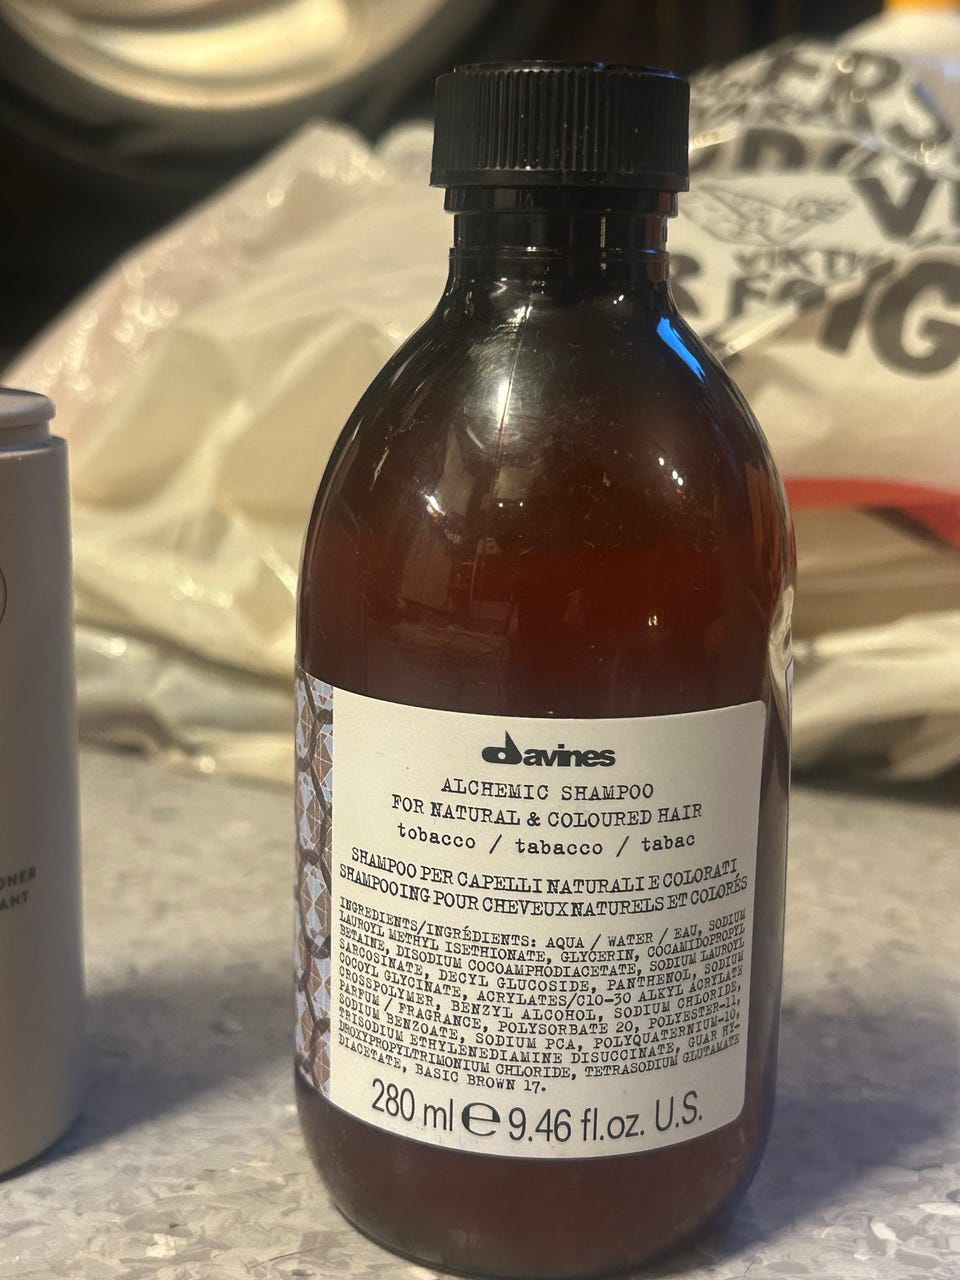 davines
ALCHEMIC SHAMPOO
FOR NATURAL & COLOURED HAIR
tobacco / tabacco / tabac
SHAMPOO PER CAPELLI NATURALI E COLORATI
SHAMPOOING POUR CHEVEUX NATURELS ET COLORÉS
INGREDIENTS/INGRÉDIENTS: AQUA / WATER / EAU, SODIUM
LAUROYL METHYL ISETHIONATE, GLYCERIN, COCAMIDOPROPYL
BETAINE, DISODIUM COCOAMPHODIACETATE, SODIUM LAUROYL
SARCOSINATE, DECYL GLUCOSIDE, PANTHENOL, SODIUM
COCOYL GLYCINATE, ACRYLATES/C10-30 ALKYL ACRYLATE
CROSSPOLYMER, BENZYL ALCOHOL, SODIUM CHLORIDE,
PARFUM / FRAGRANCE, POLYSORBATE 20, POLYESTER-11,
SODIUM BENZOATE, SODIUM PCA, POLYQUATERNIUM-10,
TRISODIUM ETHYLENEDIAMINE DISUCCINATE, GUAR HY-
DROXYPROPYLTRIMONIUM CHLORIDE, TETRASODIUM GLUTAMATE
DIACETATE, BASIC BROWN 17.
280 ml e 9.46 fl.oz. U.S.
ONER
ANT